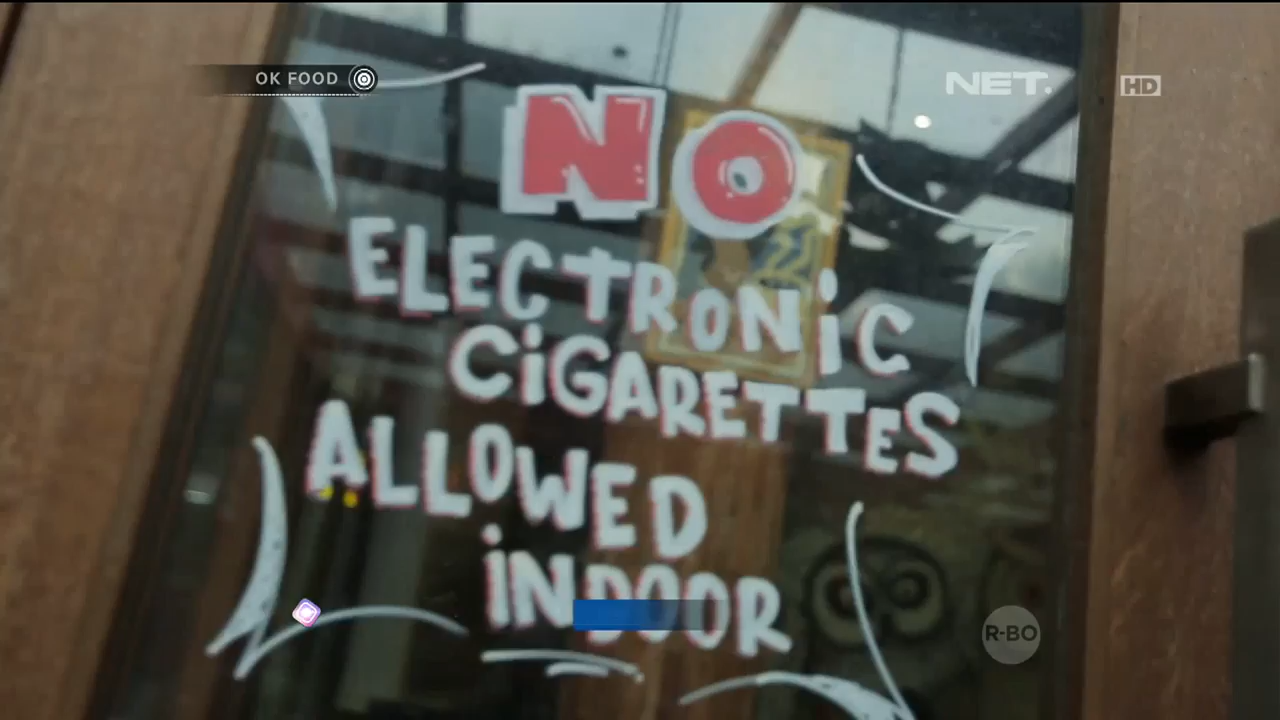 OK FOOD
NET.
HD
NO
ELECTRONiC
CiGARETTES
ALLOWED
iNDOOR
R-BO